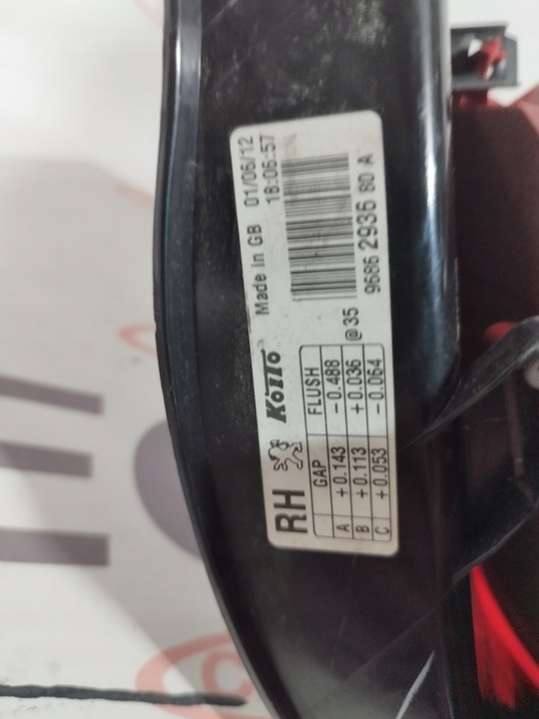 RH Koito Made in GB 01/06/12
18:06:57
GAP FLUSH
A +0.143 -0.488
B +0.113 +0.036
C +0.053 -0.064
@35
9686 2936 80 A